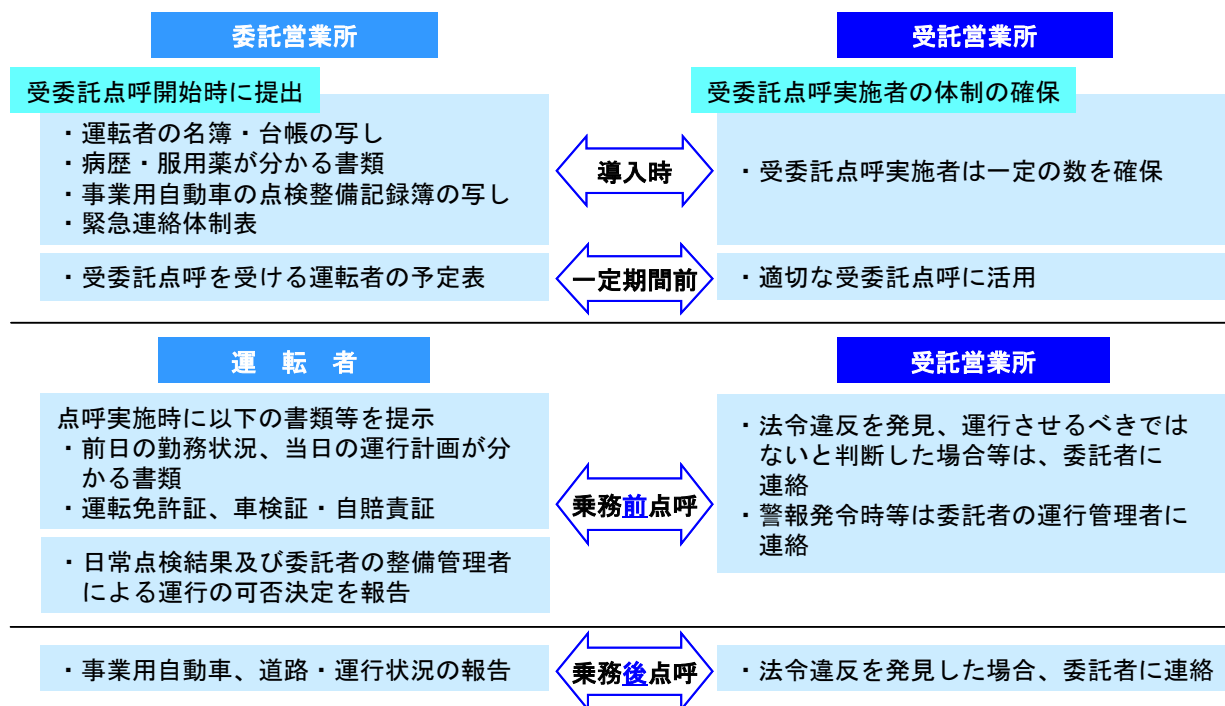 委託営業所
受託営業所
受委託点呼開始時に提出
・運転者の名簿・台帳の写し
・病歴・服用薬が分かる書類
・事業用自動車の点検整備記録簿の写し
・緊急連絡体制表
導入時
受委託点呼実施者の体制の確保
・受委託点呼実施者は一定の数を確保
・受委託点呼を受ける運転者の予定表
一定期間前
・適切な受委託点呼に活用
運 転 者
受託営業所
点呼実施時に以下の書類等を提示
・前日の勤務状況、当日の運行計画が分
かる書類
・運転免許証、車検証・自賠責証
・日常点検結果及び委託者の整備管理者
による運行の可否決定を報告
乗務前点呼
・法令違反を発見、運行させるべきでは
ないと判断した場合等は、委託者に
連絡
・警報発令時等は委託者の運行管理者に
連絡
・事業用自動車、道路・運行状況の報告
乗務後点呼
・法令違反を発見した場合、委託者に連絡